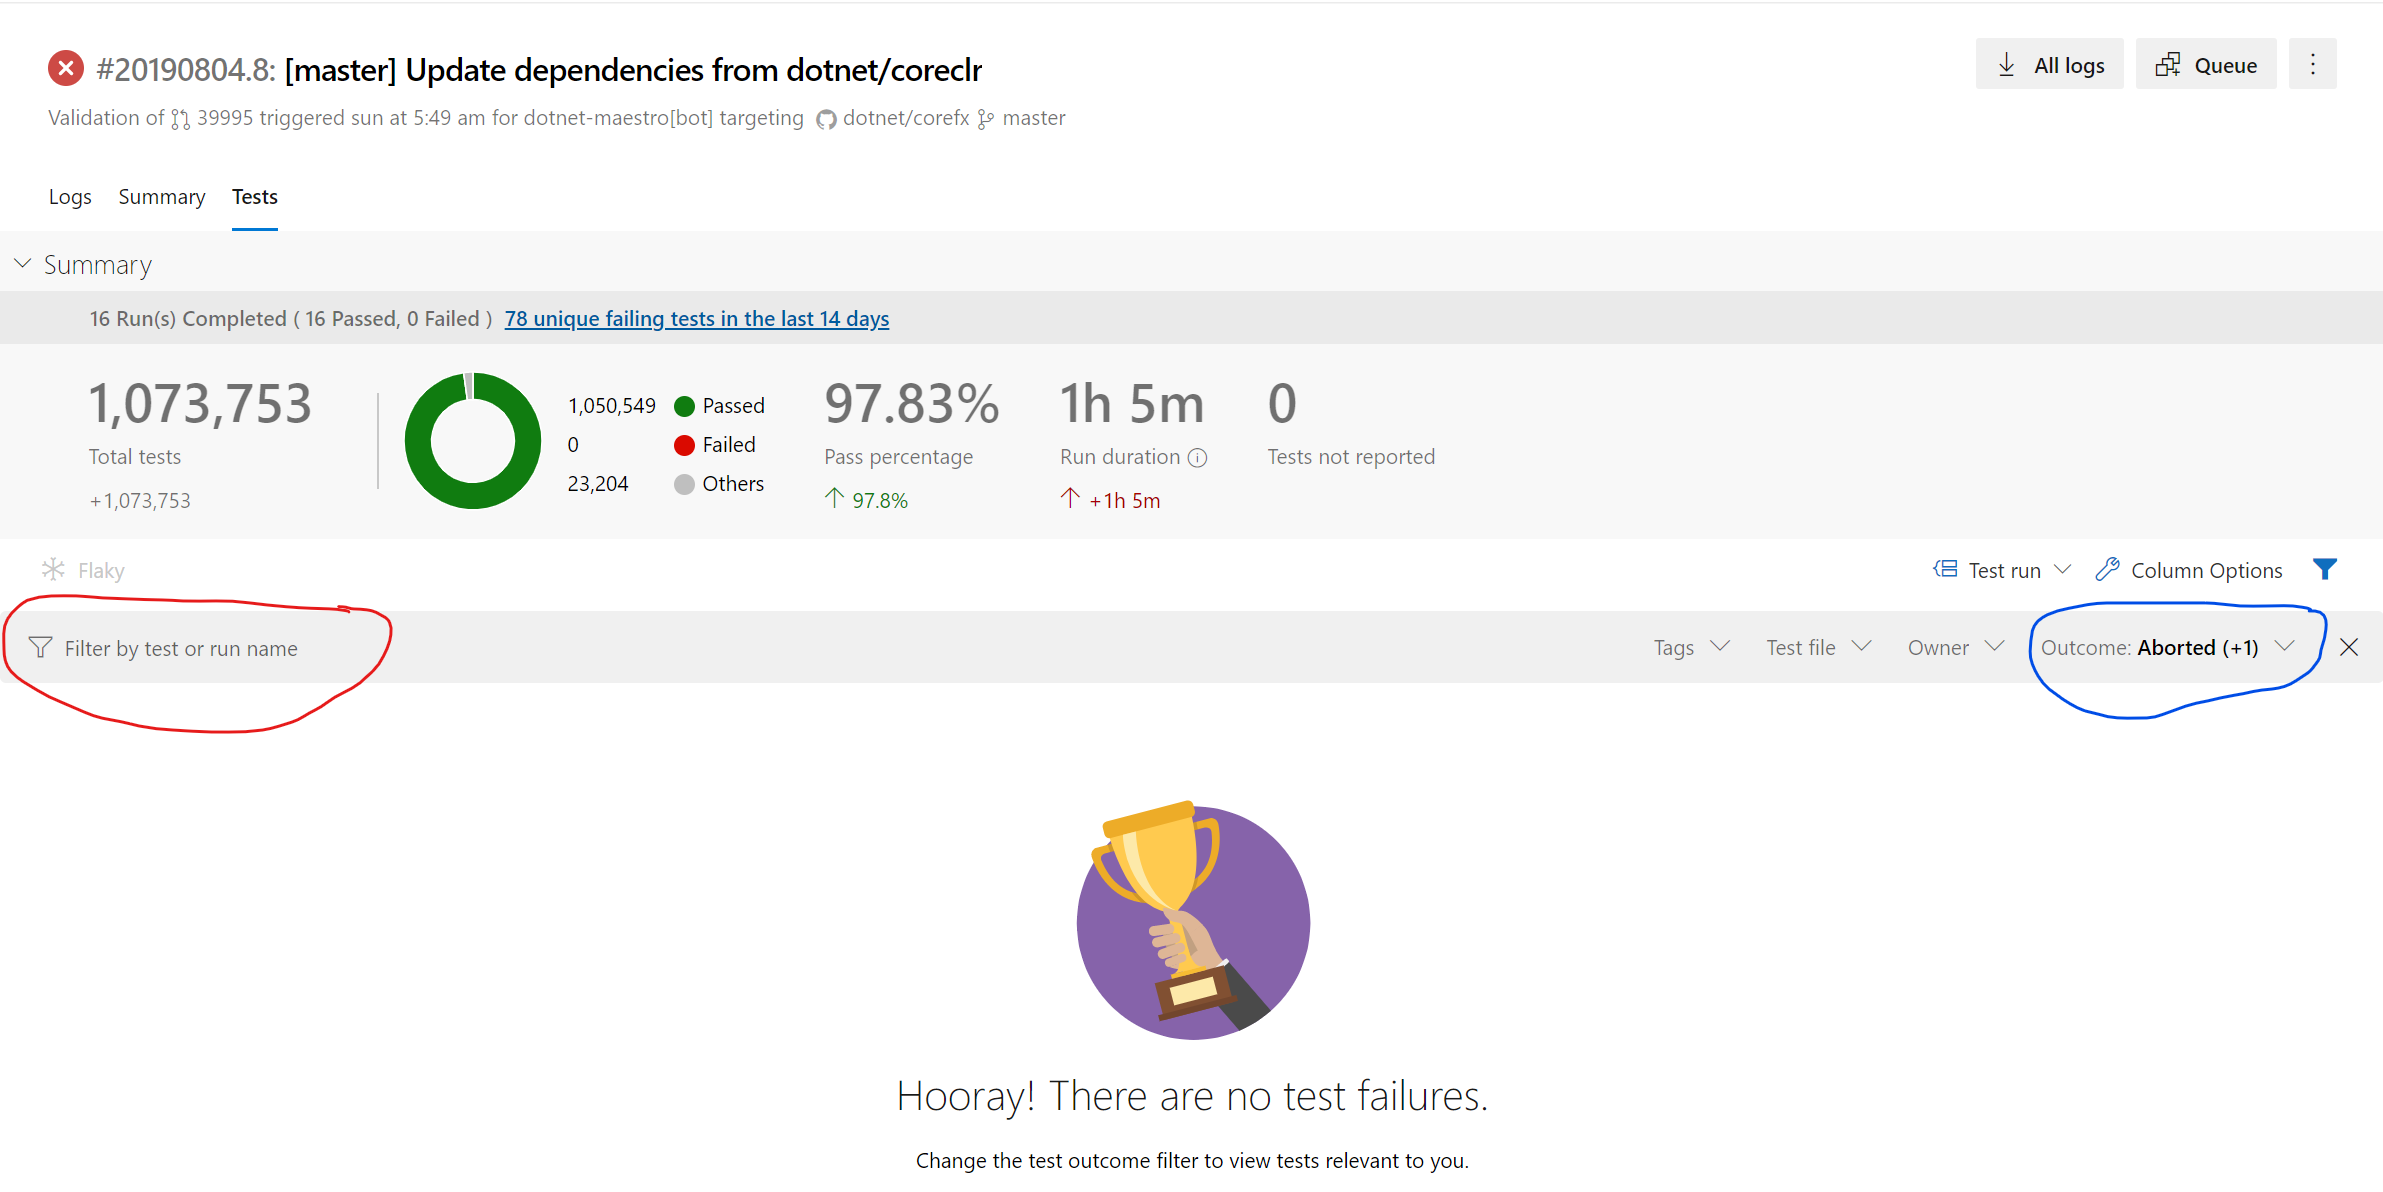 #20190804.8: [master] Update dependencies from dotnet/coreclr
All logs
Queue
Validation of 39995 triggered sun at 5:49 am for dotnet-maestro[bot] targeting dotnet/corefx master
Logs Summary Tests
Summary
16 Run(s) Completed ( 16 Passed, 0 Failed ) 78 unique failing tests in the last 14 days
1,073,753
Total tests
+1,073,753
1,050,549 Passed
0 Failed
23,204 Others
97.83%
Pass percentage
97.8%
1h 5m
Run duration
+1h 5m
0
Tests not reported
Flaky
Test run
Column Options
Filter by test or run name
Tags
Test file
Owner
Outcome: Aborted (+1)
Hooray! There are no test failures.
Change the test outcome filter to view tests relevant to you.